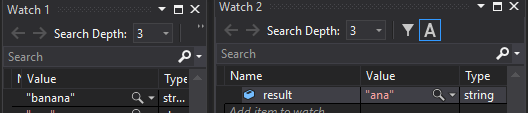 Watch 1
Search Depth: 3
Search
Value Type
"banana" str...
Watch 2
Search Depth: 3 A
Search
Name Value Type
result "ana" string
Add item to watch